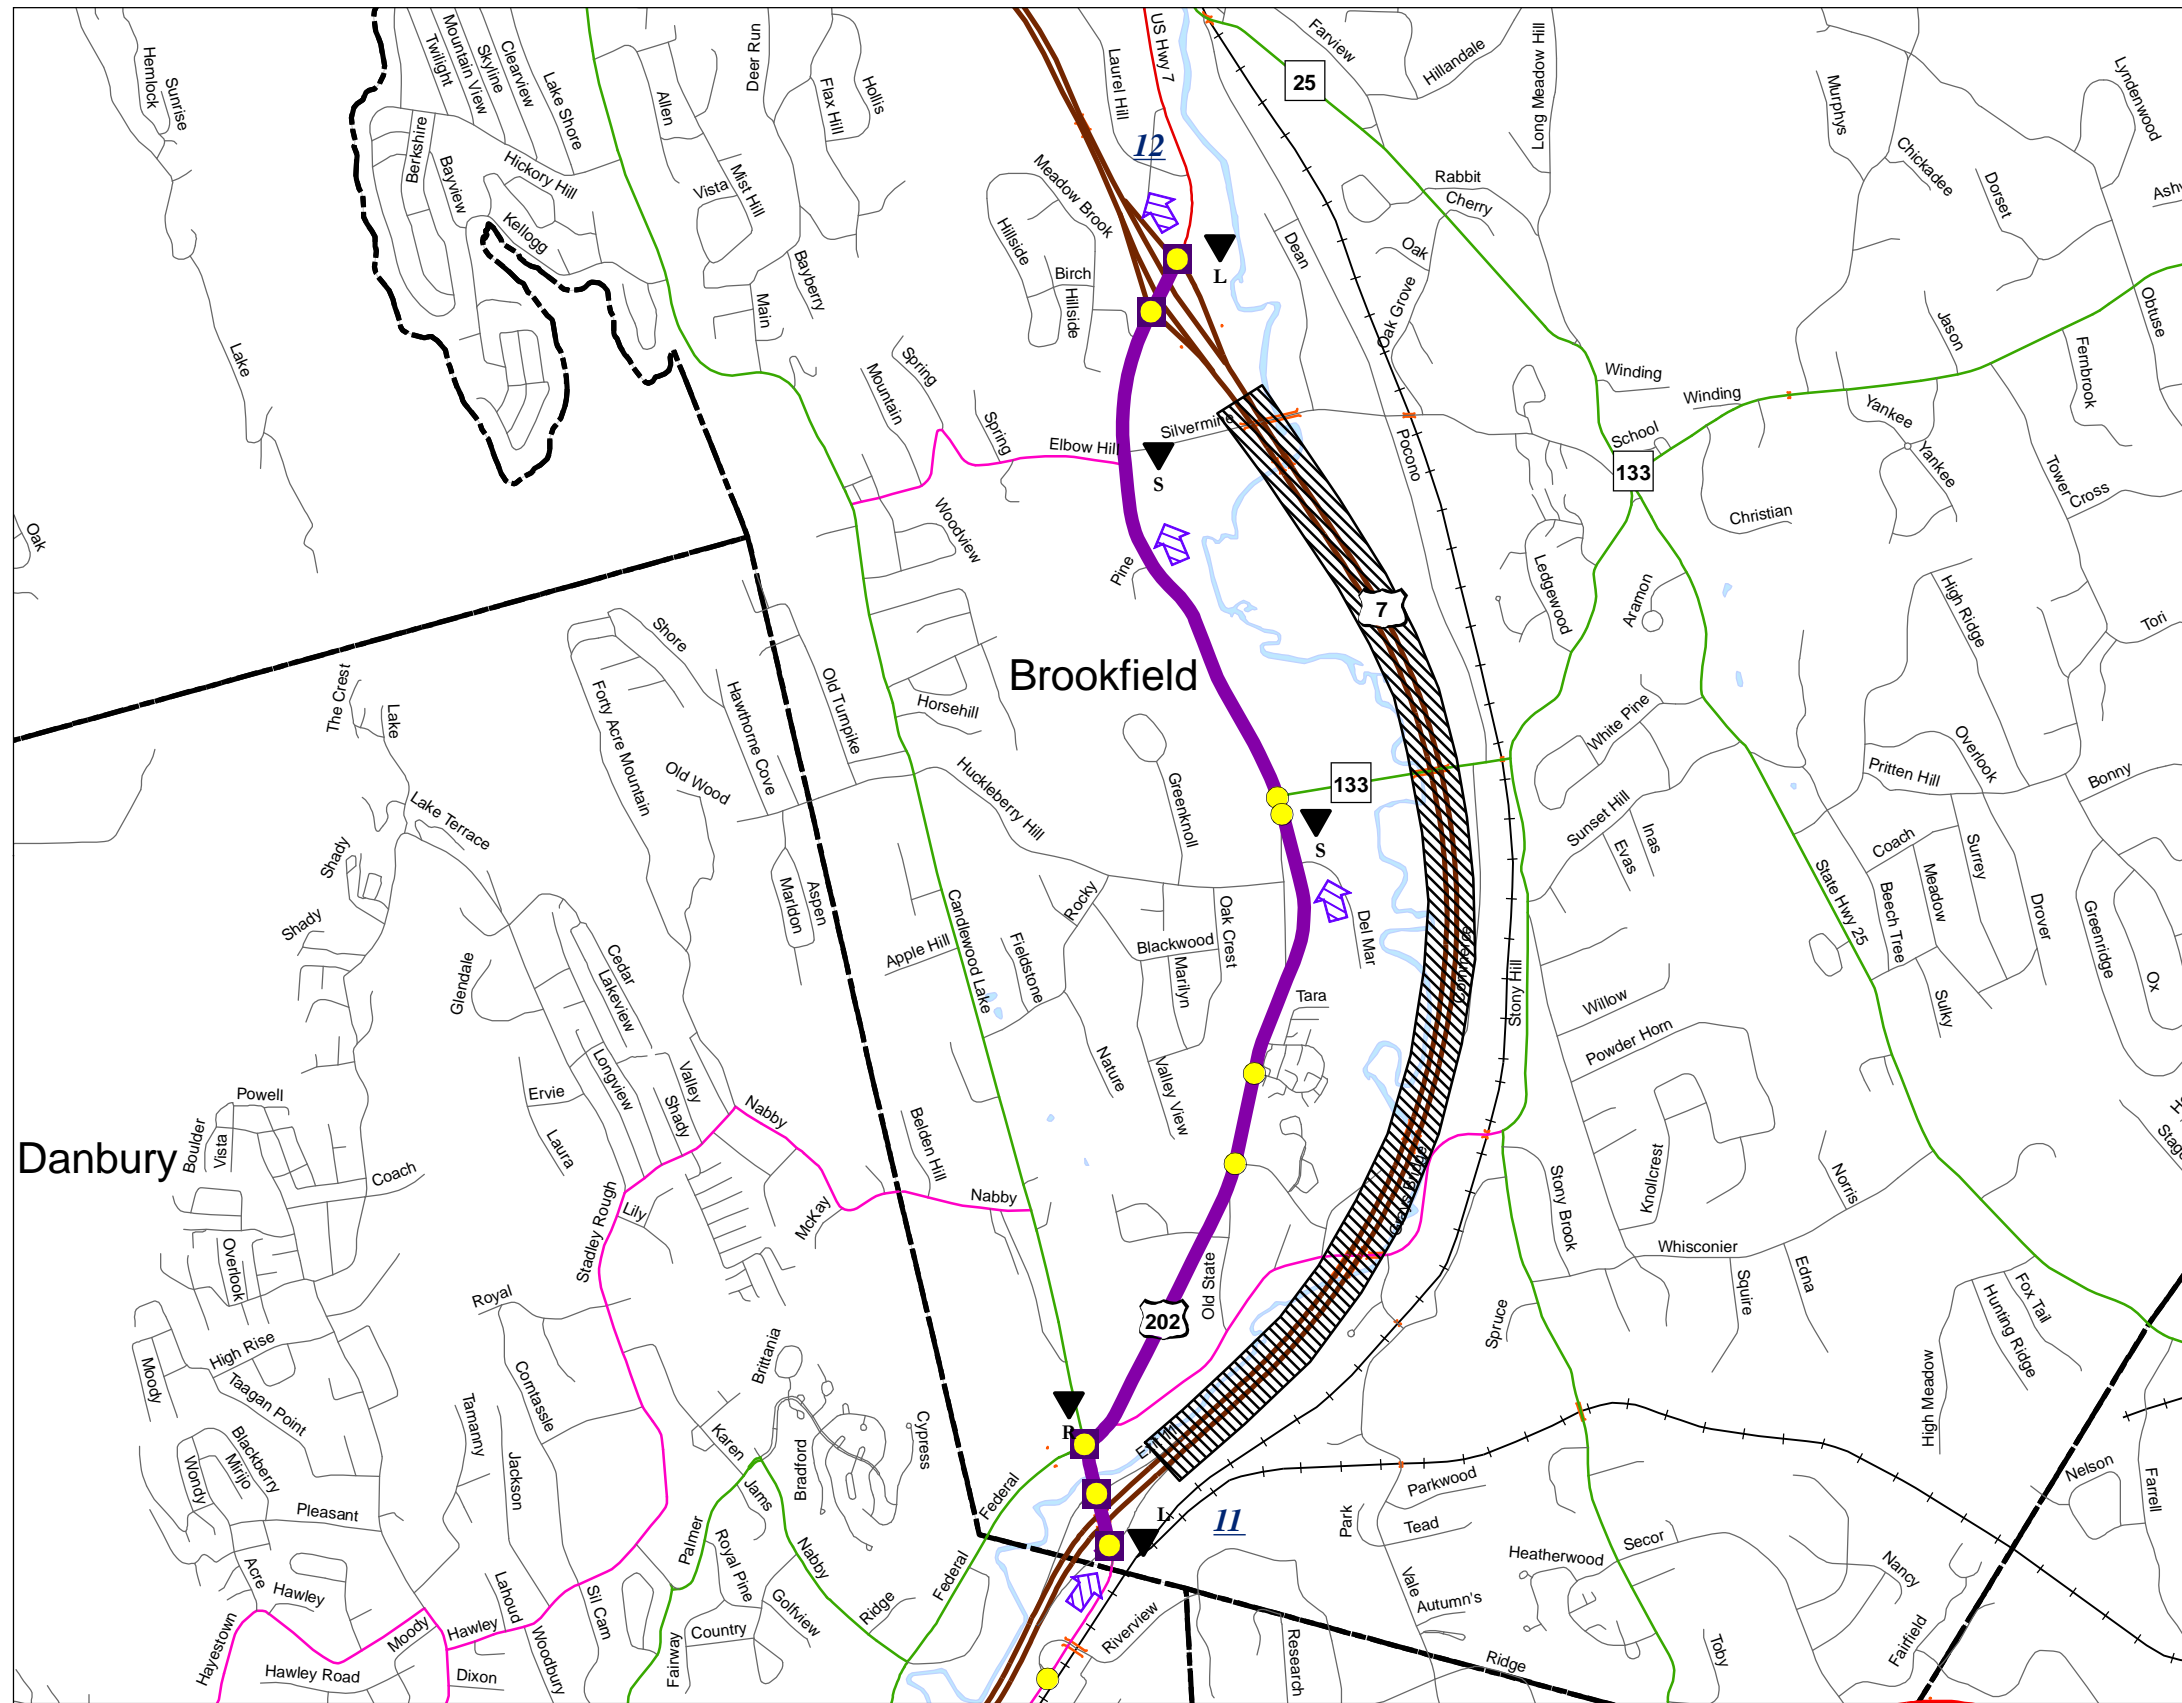 Hemlock
Sunrise
Twilight
Mountain View
Skyline
Clearview
Lake Shore
Allen
Deer Run
Flax Hill
Hollis
Laurel Hill
US Hwy 7
Farview
25
Hillandale
Long Meadow Hill
Murphys
Lyndenwood
Berkshire
Bayview
Hickory Hill
Kellogg
Vista
Mist Hill
Meadow Brook
12
Rabbit
Cherry
Chickadee
Dorset
Ash
Main
Bayberry
Hillside
Birch
Hillside
L
Dean
Oak
Oak Grove
Jason
Obtuse
Lake
Mountain
Spring
Spring
Elbow Hill
Silvermine
S
Pocono
Winding
Winding
School
133
Yankee
Yankee
Fernbrook
Tower
Cross
Christian
Oak
Woodview
Pine
7
Ledgewood
Aramon
High Ridge
Tori
The Crest
Lake
Shore
Forty Acre Mountain
Hawthorne Cove
Old Turnpike
Horsehill
Brookfield
White Pine
Overlook
Pritten Hill
Bonny
Old Wood
Huckleberry Hill
Greenknoll
133
S
Sunset Hill
Evas
Inas
Coach
State Hwy 25
Beech Tree
Meadow
Surrey
Drover
Greenridge
Ox
Lake Terrace
Shady
Shady
Glendale
Cedar
Lakeview
Marldon
Aspen
Apple Hill
Candlewood Lake
Fieldstone
Rocky
Blackwood
Marilyn
Oak Crest
Del Mar
Tara
Commerce
Stony Hill
Willow
Powder Horn
Sulky
Powell
Boulder
Vista
Danbury
Coach
Ervie
Laura
Longview
Valley
Shady
Nabby
Belden Hill
Nabby
Nature
Valley View
Grays Bridge
Stony Brook
Knollcrest
Norris
Stage
Overlook
Stadley Rough
Lily
McKay
Royal
Old State
202
Whisconier
Squire
Edna
Spruce
Fox Tail
Hunting Ridge
High Meadow
High Rise
Moody
Taagan Point
Blackberry
Mirijo
Wondy
Pleasant
Tamanny
Jackson
Comtassle
Brittania
Karen
Jams
Bradford
Cypress
R
Federal
L
11
Park
Parkwood
Tead
Heatherwood
Secor
Nancy
Nelson
Farrell
Acre
Hawley
Hayestown
Hawley Road
Moody
Hawley
Dixon
Lahoud
Woodbury
Sil Cam
Palmer
Royal Pine
Nabby
Golfview
Country
Fairway
Ridge
Federal
Riverview
Research
Vale
Autumn's
Ridge
Toby
Fairfield